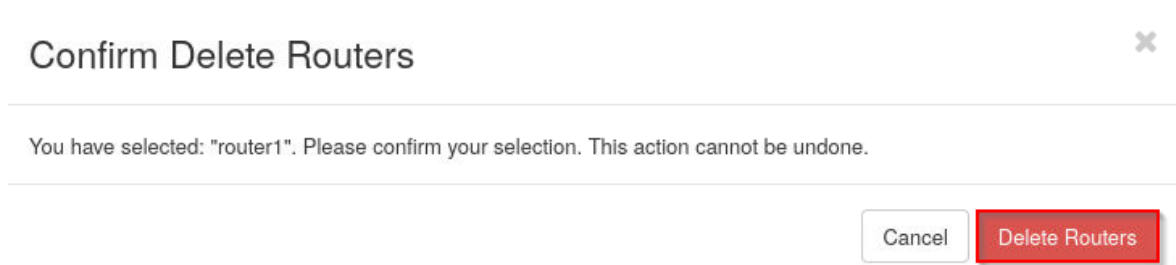 Confirm Delete Routers
You have selected: "router1". Please confirm your selection. This action cannot be undone.
Cancel
Delete Routers